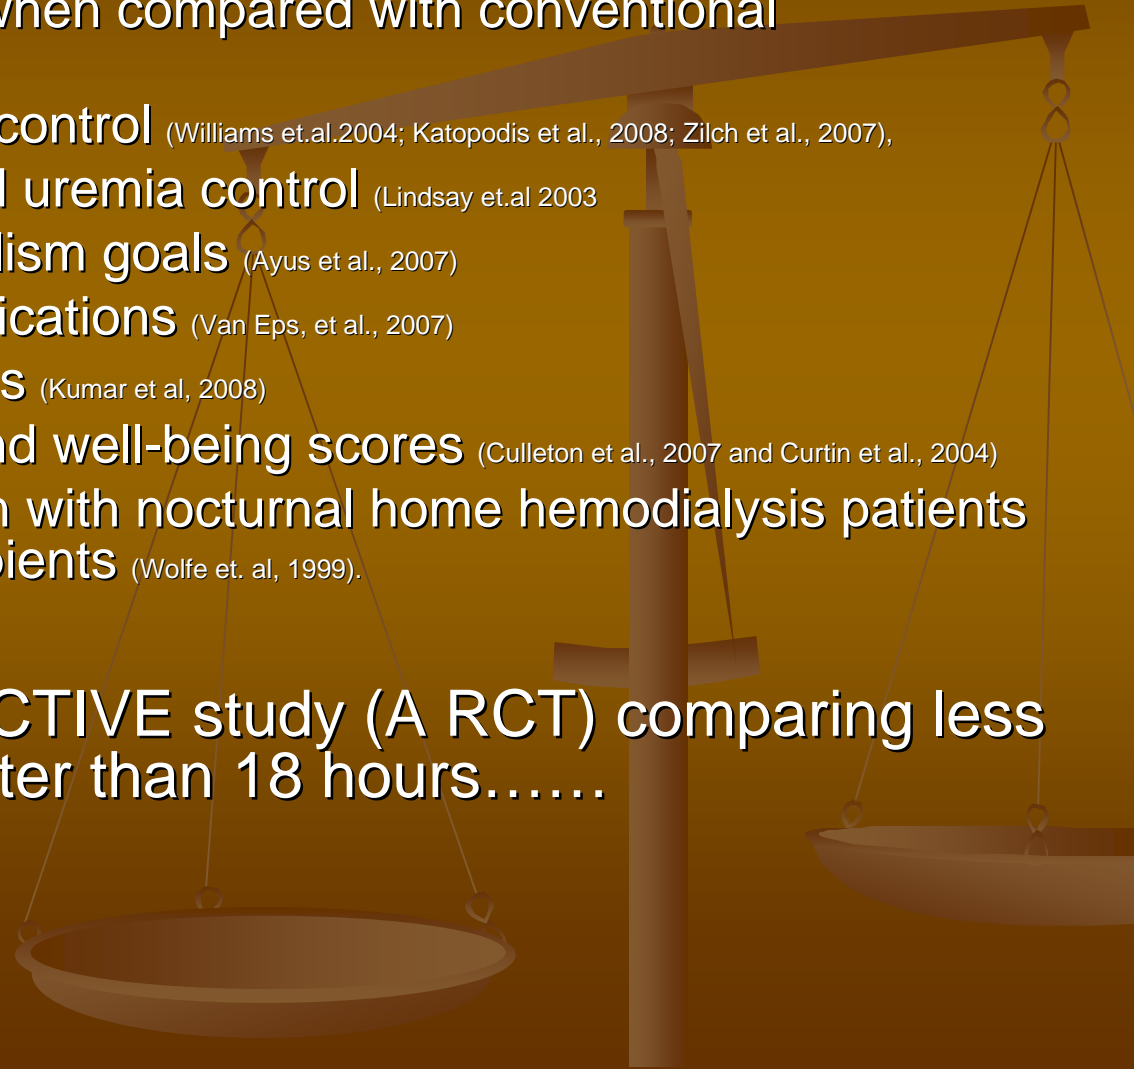 when compared with conventional
control (Williams et.al.2004; Katopodis et al., 2008; Zilch et al., 2007),
uremia control (Lindsay et.al 2003
lism goals (Ayus et al., 2007)
ications (Van Eps, et al., 2007)
s (Kumar et al, 2008)
nd well-being scores (Culleton et al., 2007 and Curtin et al., 2004)
with nocturnal home hemodialysis patients
pients (Wolfe et. al, 1999).
CTIVE study (A RCT) comparing less
ter than 18 hours……